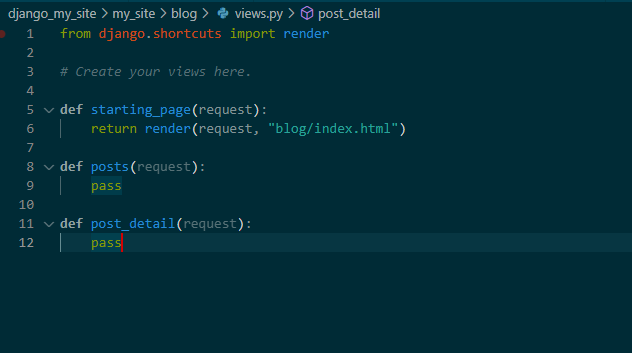 django_my_site > my_site > blog > views.py > post_detail
1 from django.shortcuts import render
2
3 # Create your views here.
4
5 def starting_page(request):
6     return render(request, "blog/index.html")
7
8 def posts(request):
9     pass
10
11 def post_detail(request):
12     pass